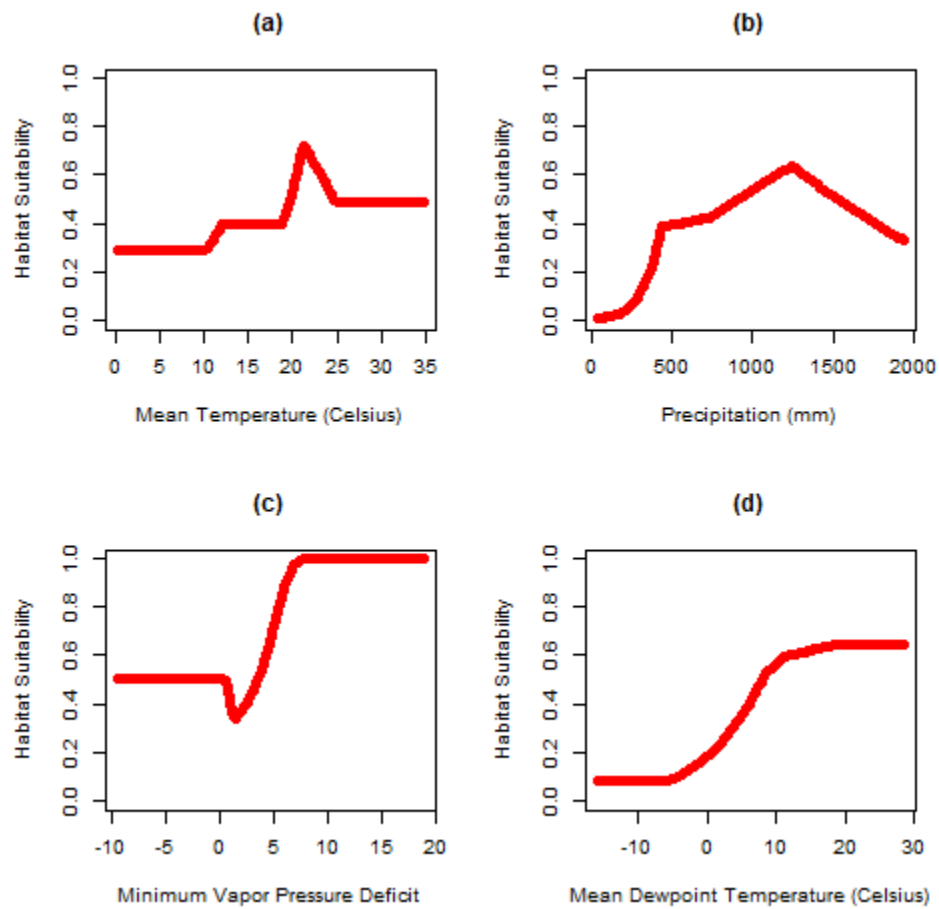 (a)
Habitat Suitability
0.0 0.2 0.4 0.6 0.8 1.0
0 5 10 15 20 25 30 35
Mean Temperature (Celsius)
(b)
Habitat Suitability
0.0 0.2 0.4 0.6 0.8 1.0
0 500 1000 1500 2000
Precipitation (mm)
(c)
Habitat Suitability
0.0 0.2 0.4 0.6 0.8 1.0
-10 -5 0 5 10 15 20
Minimum Vapor Pressure Deficit
(d)
Habitat Suitability
0.0 0.2 0.4 0.6 0.8 1.0
-10 0 10 20 30
Mean Dewpoint Temperature (Celsius)